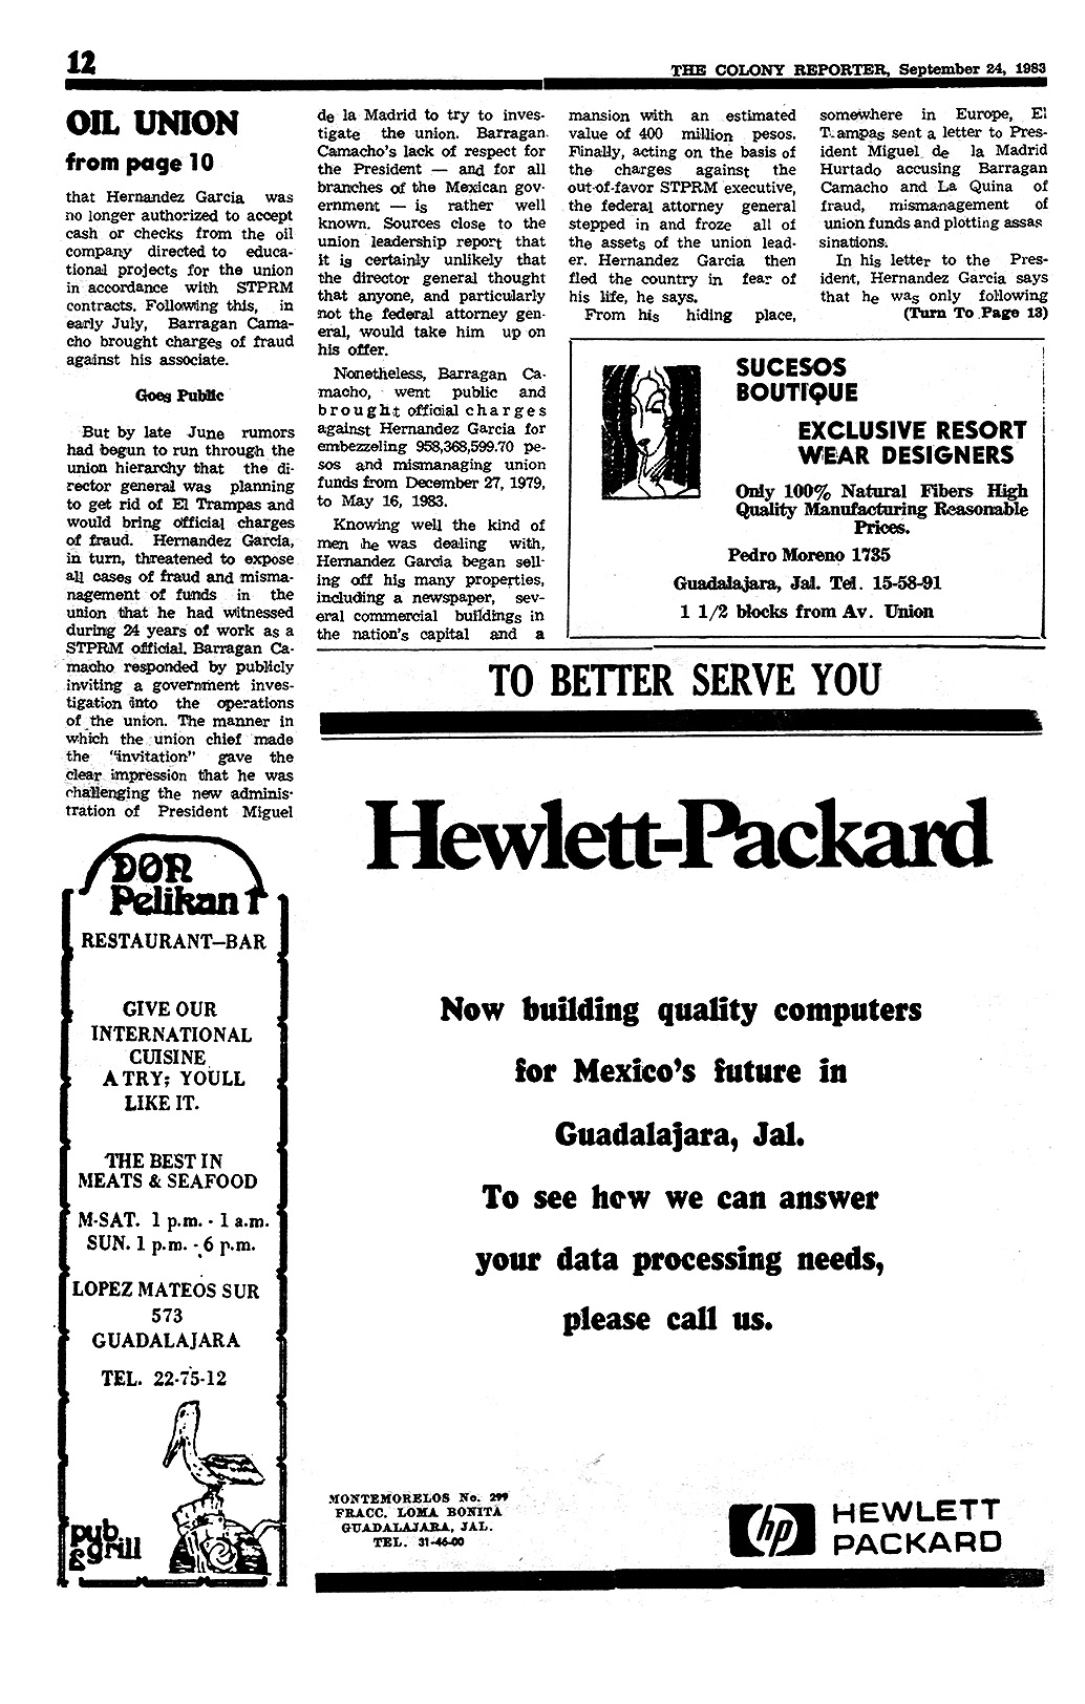 12
THE COLONY REPORTER, September 24, 1983
OIL UNION
from page 10
that Hernandez Garcia was
no longer authorized to accept
cash or checks from the oil
company directed to educa-
tional projects for the union
in accordance with STPRM
contracts. Following this, in
early July, Barragan Cama-
cho brought charges of fraud
against his associate.
Goes Public
But by late June rumors
had begun to run through the
union hierarchy that the di-
rector general was planning
to get rid of El Trampas and
would bring official charges
of fraud. Hernandez Garcia,
in turn, threatened to expose
all cases of fraud and misma-
nagement of funds in the
union that he had witnessed
during 24 years of work as a
STPRM official. Barragan Ca-
macho responded by publicly
inviting a government inves-
tigation into the operations
of the union. The manner in
which the union chief made
the "invitation" gave the
clear impression that he was
challenging the new adminis-
tration of President Miguel
de la Madrid to try to inves-
tigate the union. Barragan
Camacho's lack of respect for
the President — and for all
branches of the Mexican gov-
ernment — is rather well
known. Sources close to the
union leadership report that
it is certainly unlikely that
the director general thought
that anyone, and particularly
not the federal attorney gen-
eral, would take him up on
his offer.
Nonetheless, Barragan Ca-
macho, went public and
brought official charges
against Hernandez Garcia for
embezzeling 958,368,599.70 pe-
sos and mismanaging union
funds from December 27, 1979,
to May 16, 1983.
Knowing well the kind of
men he was dealing with,
Hernandez Garcia began sell-
ing off his many properties,
including a newspaper, sev-
eral commercial buildings in
the nation's capital and a
mansion with an estimated
value of 400 million pesos.
Finally, acting on the basis of
the charges against the
out-of-favor STPRM executive,
the federal attorney general
stepped in and froze all of
the assets of the union lead-
er. Hernandez Garcia then
fled the country in fear of
his life, he says.
From his hiding place,
somewhere in Europe, El
T.ampas sent a letter to Pres-
ident Miguel de la Madrid
Hurtado accusing Barragan
Camacho and La Quina of
fraud, mismanagement of
union funds and plotting assas
sinations.
In his letter to the Pres-
ident, Hernandez Garcia says
that he was only following
(Turn To Page 13)
SUCESOS
BOUTIQUE
EXCLUSIVE RESORT
WEAR DESIGNERS
Only 100% Natural Fibers High
Quality Manufacturing Reasonable
Prices.
Pedro Moreno 1735
Guadalajara, Jal. Tel. 15-58-91
1 1/2 blocks from Av. Union
TO BETTER SERVE YOU
Hewlett-Packard
Now building quality computers
for Mexico's future in
Guadalajara, Jal.
To see how we can answer
your data processing needs,
please call us.
MONTEMORELOS No. 299
FRACC. LOMA BONITA
GUADALAJARA, JAL.
TEL. 31-46-00
hp HEWLETT
PACKARD
DON
Pelikan
RESTAURANT–BAR
GIVE OUR
INTERNATIONAL
CUISINE
A TRY; YOULL
LIKE IT.
THE BEST IN
MEATS & SEAFOOD
M-SAT. 1 p.m. - 1 a.m.
SUN. 1 p.m. - 6 p.m.
LOPEZ MATEOS SUR
573
GUADALAJARA
TEL. 22-75-12
pub
& grill